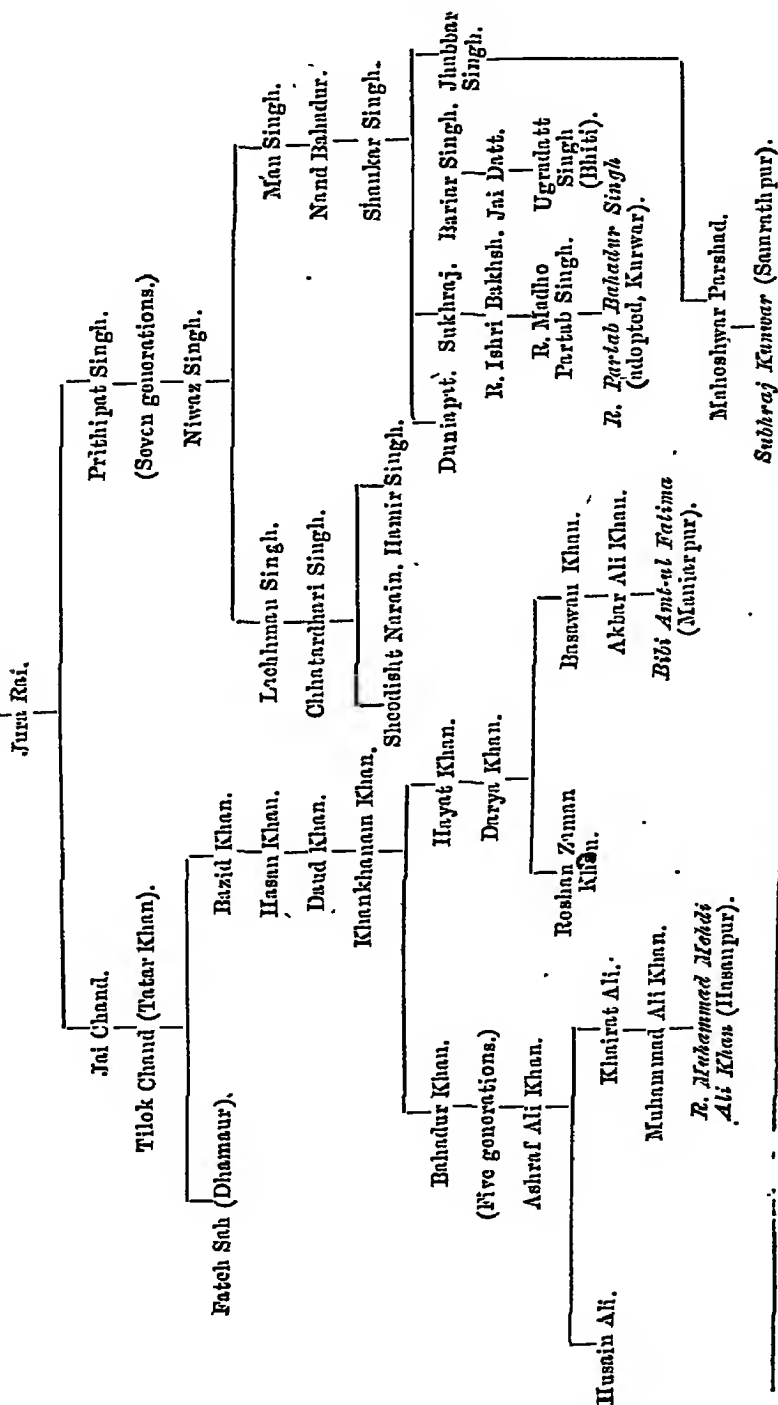 Jura Rai.
Jai Chand.
Prithipat Singh.
Tilok Chand (Tatar Khan).
(Seven generations.)
Niwaz Singh.
Fateh Sah (Dhamaur).
Bazid Khan.
Lachhman Singh.
Man Singh.
Hasan Khan.
Chhatardhari Singh.
Nand Bahadur.
Daud Khan.
Shankar Singh.
Khankhanam Khan.
Sheodisht Narain. Hamir Singh.
Bahadur Khan.
Hayat Khan.
Duniapat. Sukhraj. Bariar Singh. Jhubbar
Singh.
(Five generations.)
Darya Khan.
R. Ishri Bakhsh. Jai Datt.
Ashraf Ali Khan.
R. Madho
Partab Singh.
Ugradatt
Singh
(Bhiti).
Roshan Zaman
Khan.
Basawan Khan.
R. Partab Bahadur Singh
(adopted, Kurwar).
Husain Ali.
Khairat Ali.
Akbar Ali Khan.
Muhammad Ali Khan.
Bibi Amt-ul Fatima
(Maniarpur).
Maheshwar Parshad.
R. Muhammad Mehdi
Ali Khan (Hasanpur).
Subhraj Kunwar (Samrathpur).